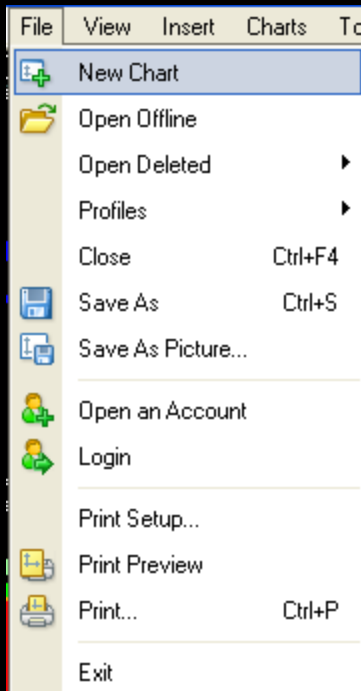 File View Insert Charts
New Chart
Open Offline
Open Deleted
Profiles
Close Ctrl+F4
Save As Ctrl+S
Save As Picture...
Open an Account
Login
Print Setup...
Print Preview
Print... Ctrl+P
Exit